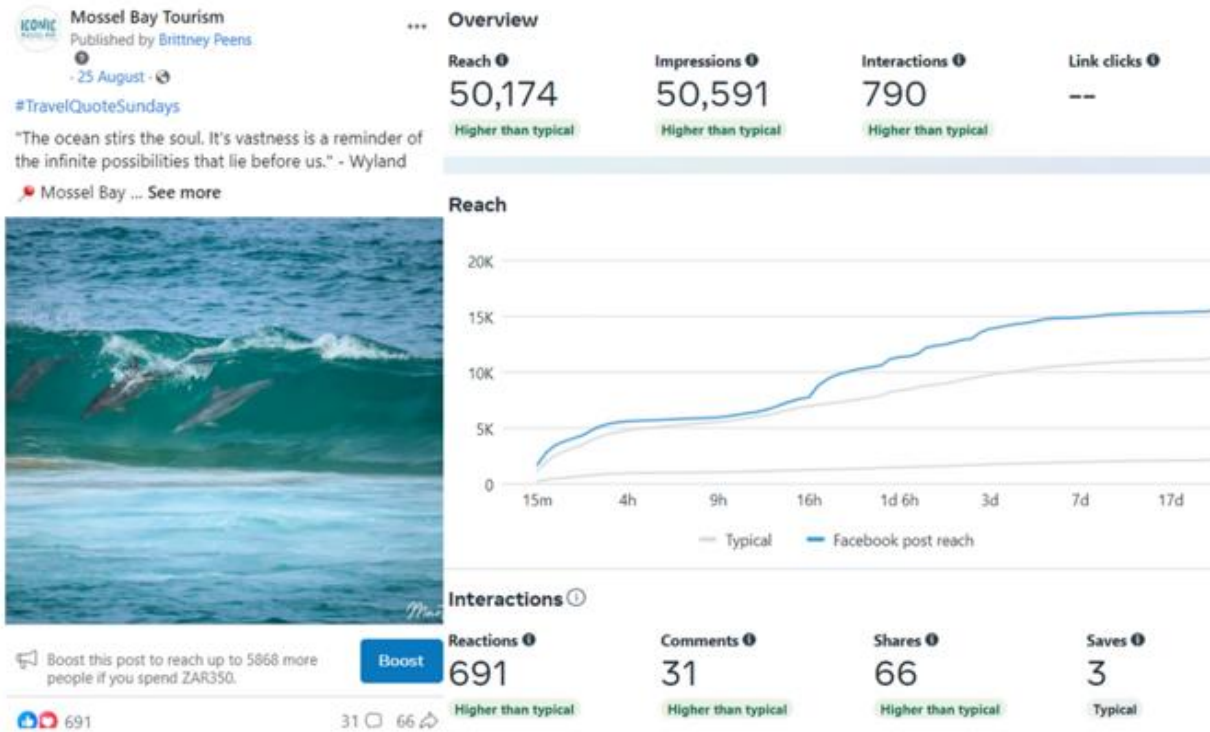 ICONIC
Mossel Bay Tourism
Published by Brittney Peens
· 25 August ·
#TravelQuoteSundays
"The ocean stirs the soul. It's vastness is a reminder of
the infinite possibilities that lie before us." - Wyland
Mossel Bay ... See more
Boost this post to reach up to 5868 more
people if you spend ZAR350.
Boost
691
31
66
Overview
Reach
Impressions
Interactions
Link clicks
50,174
50,591
790
--
Higher than typical
Higher than typical
Higher than typical
Reach
20K
15K
10K
5K
0
15m
4h
9h
16h
1d 6h
3d
7d
17d
Typical
Facebook post reach
Interactions
Reactions
Comments
Shares
Saves
691
31
66
3
Higher than typical
Higher than typical
Higher than typical
Typical